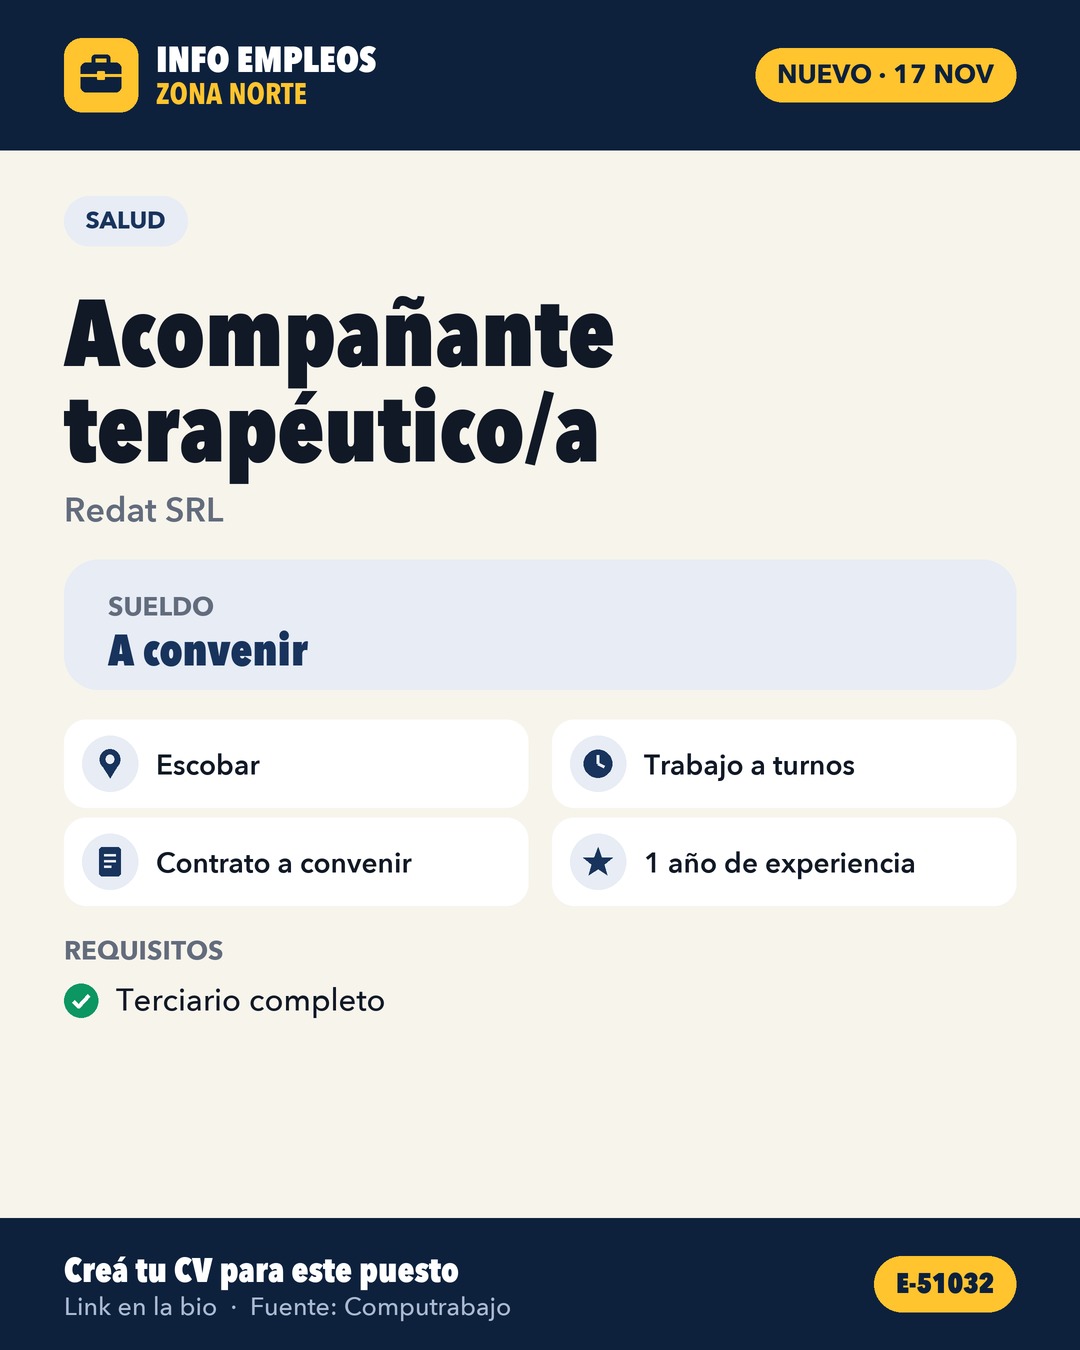 INFO EMPLEOS
ZONA NORTE
NUEVO · 17 NOV
SALUD
Acompañante
terapéutico/a
Redat SRL
SUELDO
A convenir
Escobar
Trabajo a turnos
Contrato a convenir
1 año de experiencia
REQUISITOS
Terciario completo
Creá tu CV para este puesto
Link en la bio · Fuente: Computrabajo
E-51032